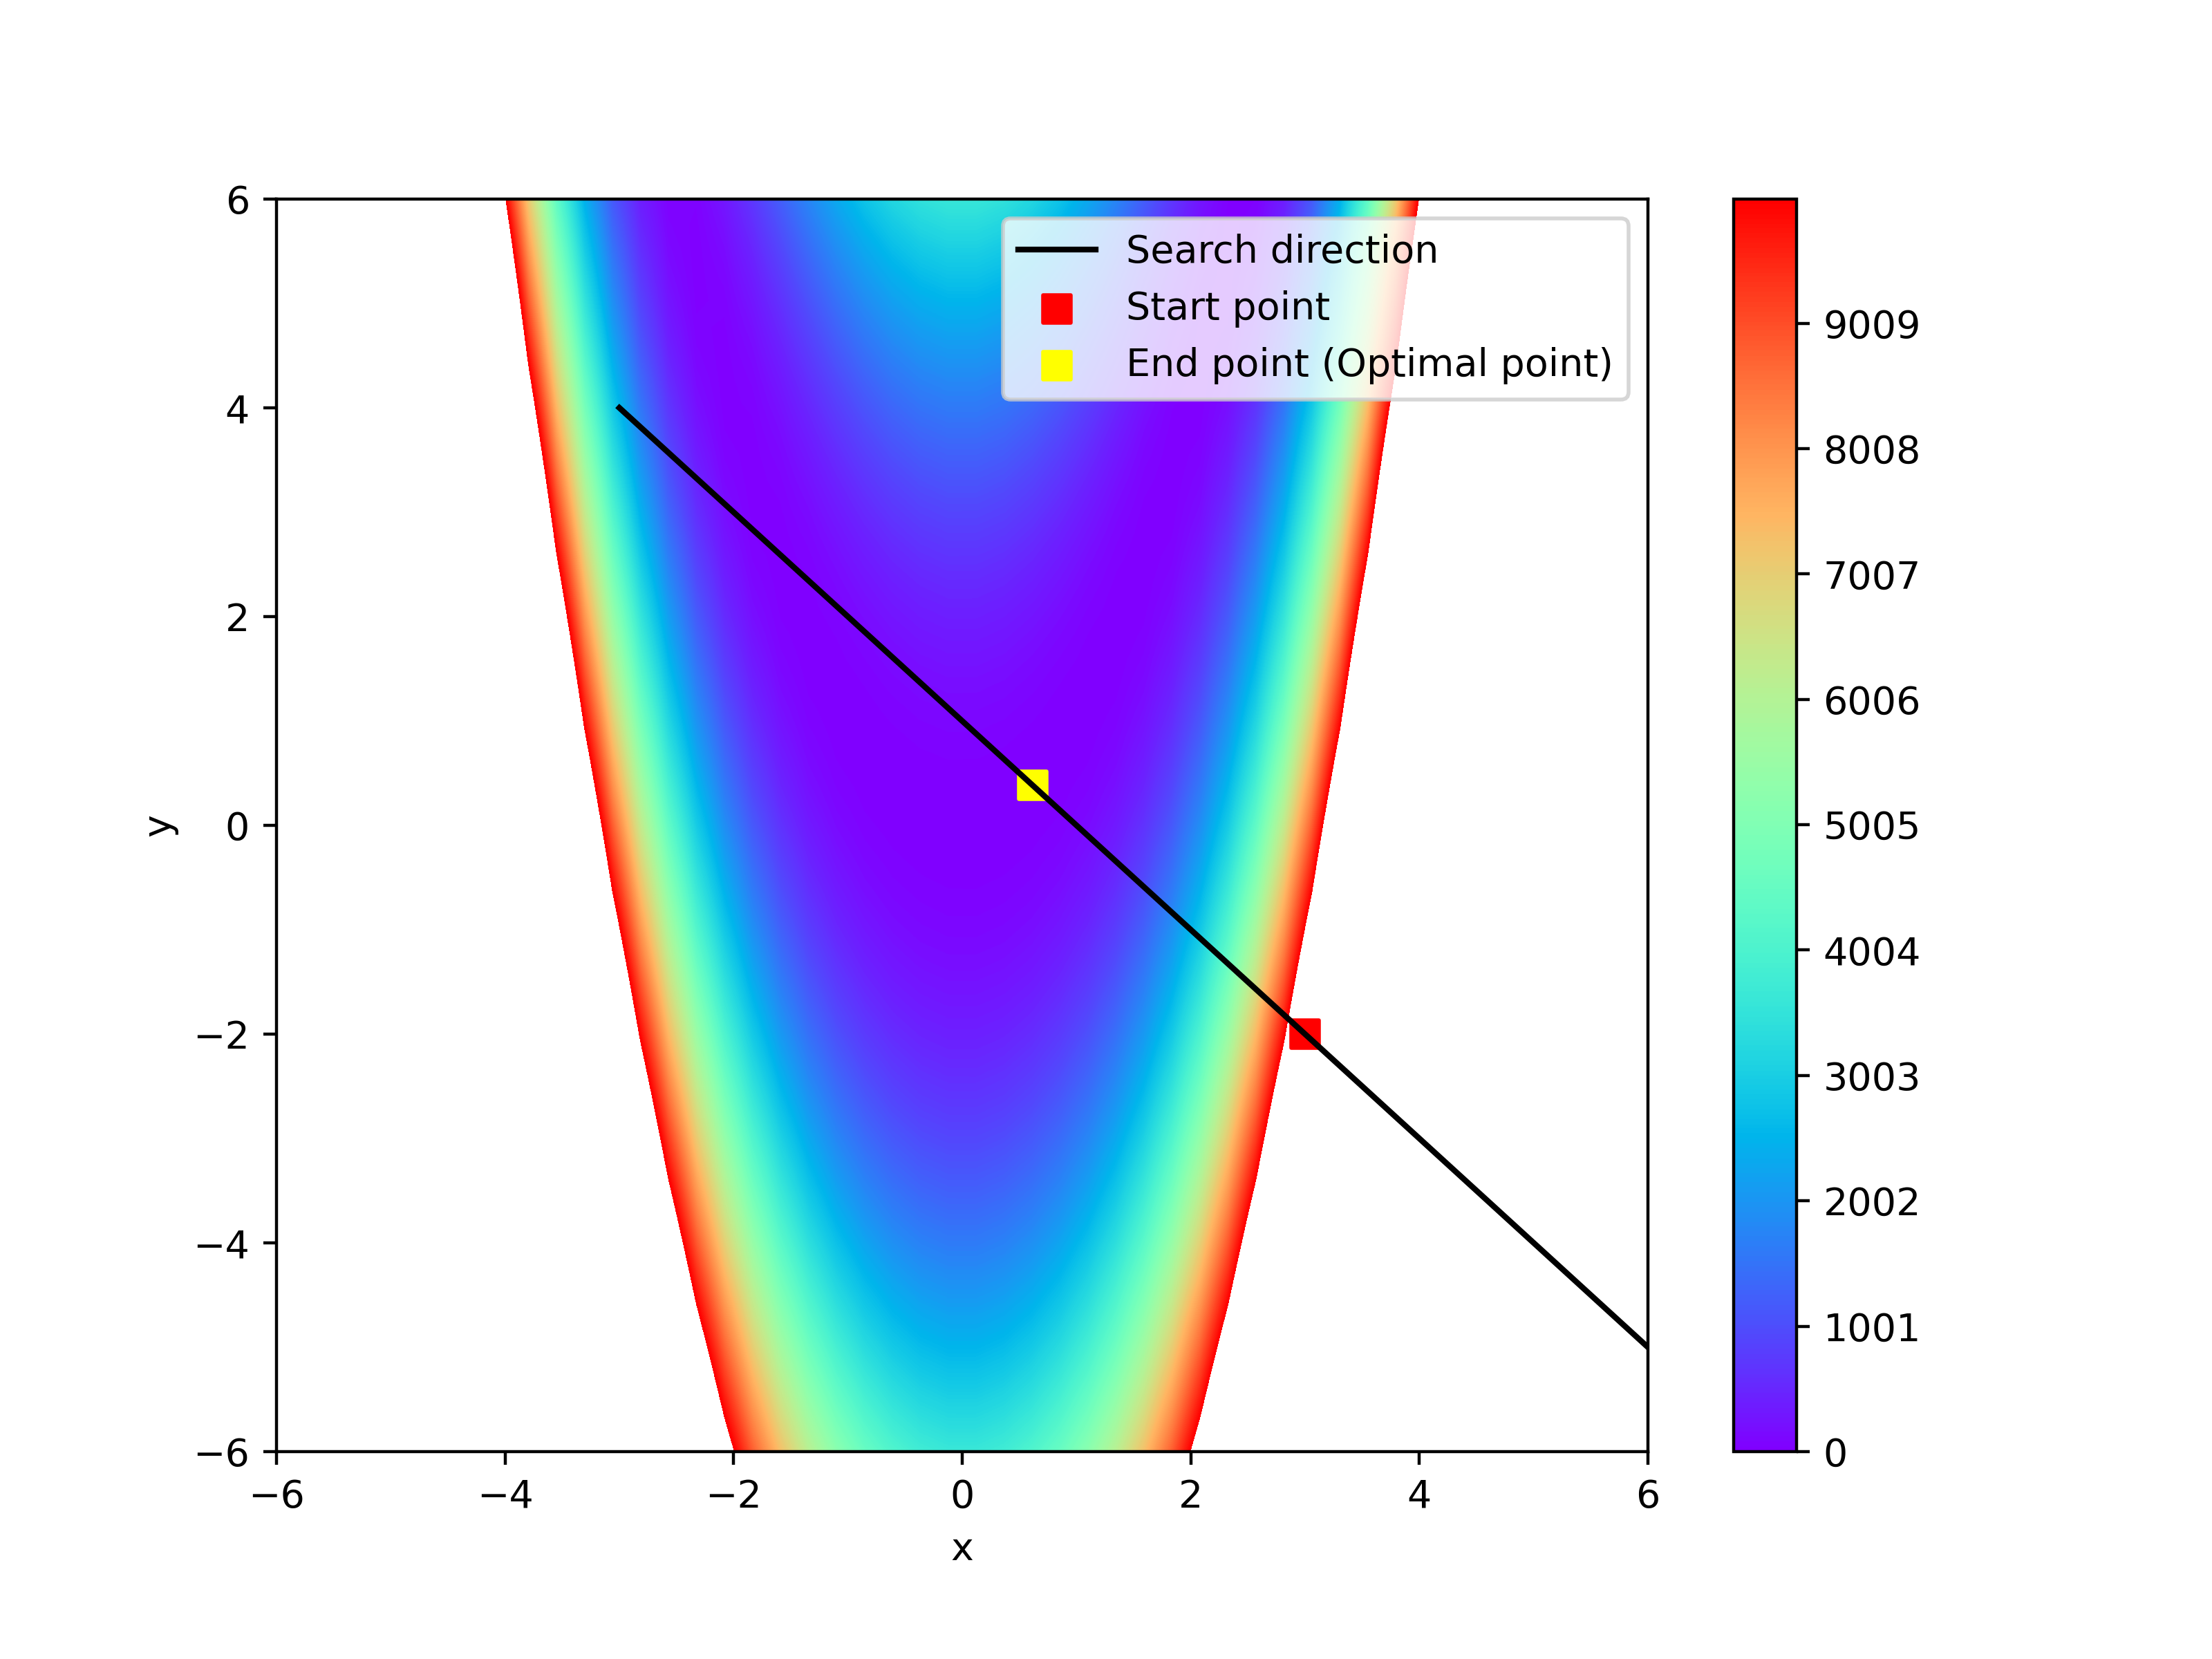 6
4
2
0
−2
−4
−6
y
−6 −4 −2 0 2 4 6
x
Search direction
Start point
End point (Optimal point)
9009
8008
7007
6006
5005
4004
3003
2002
1001
0